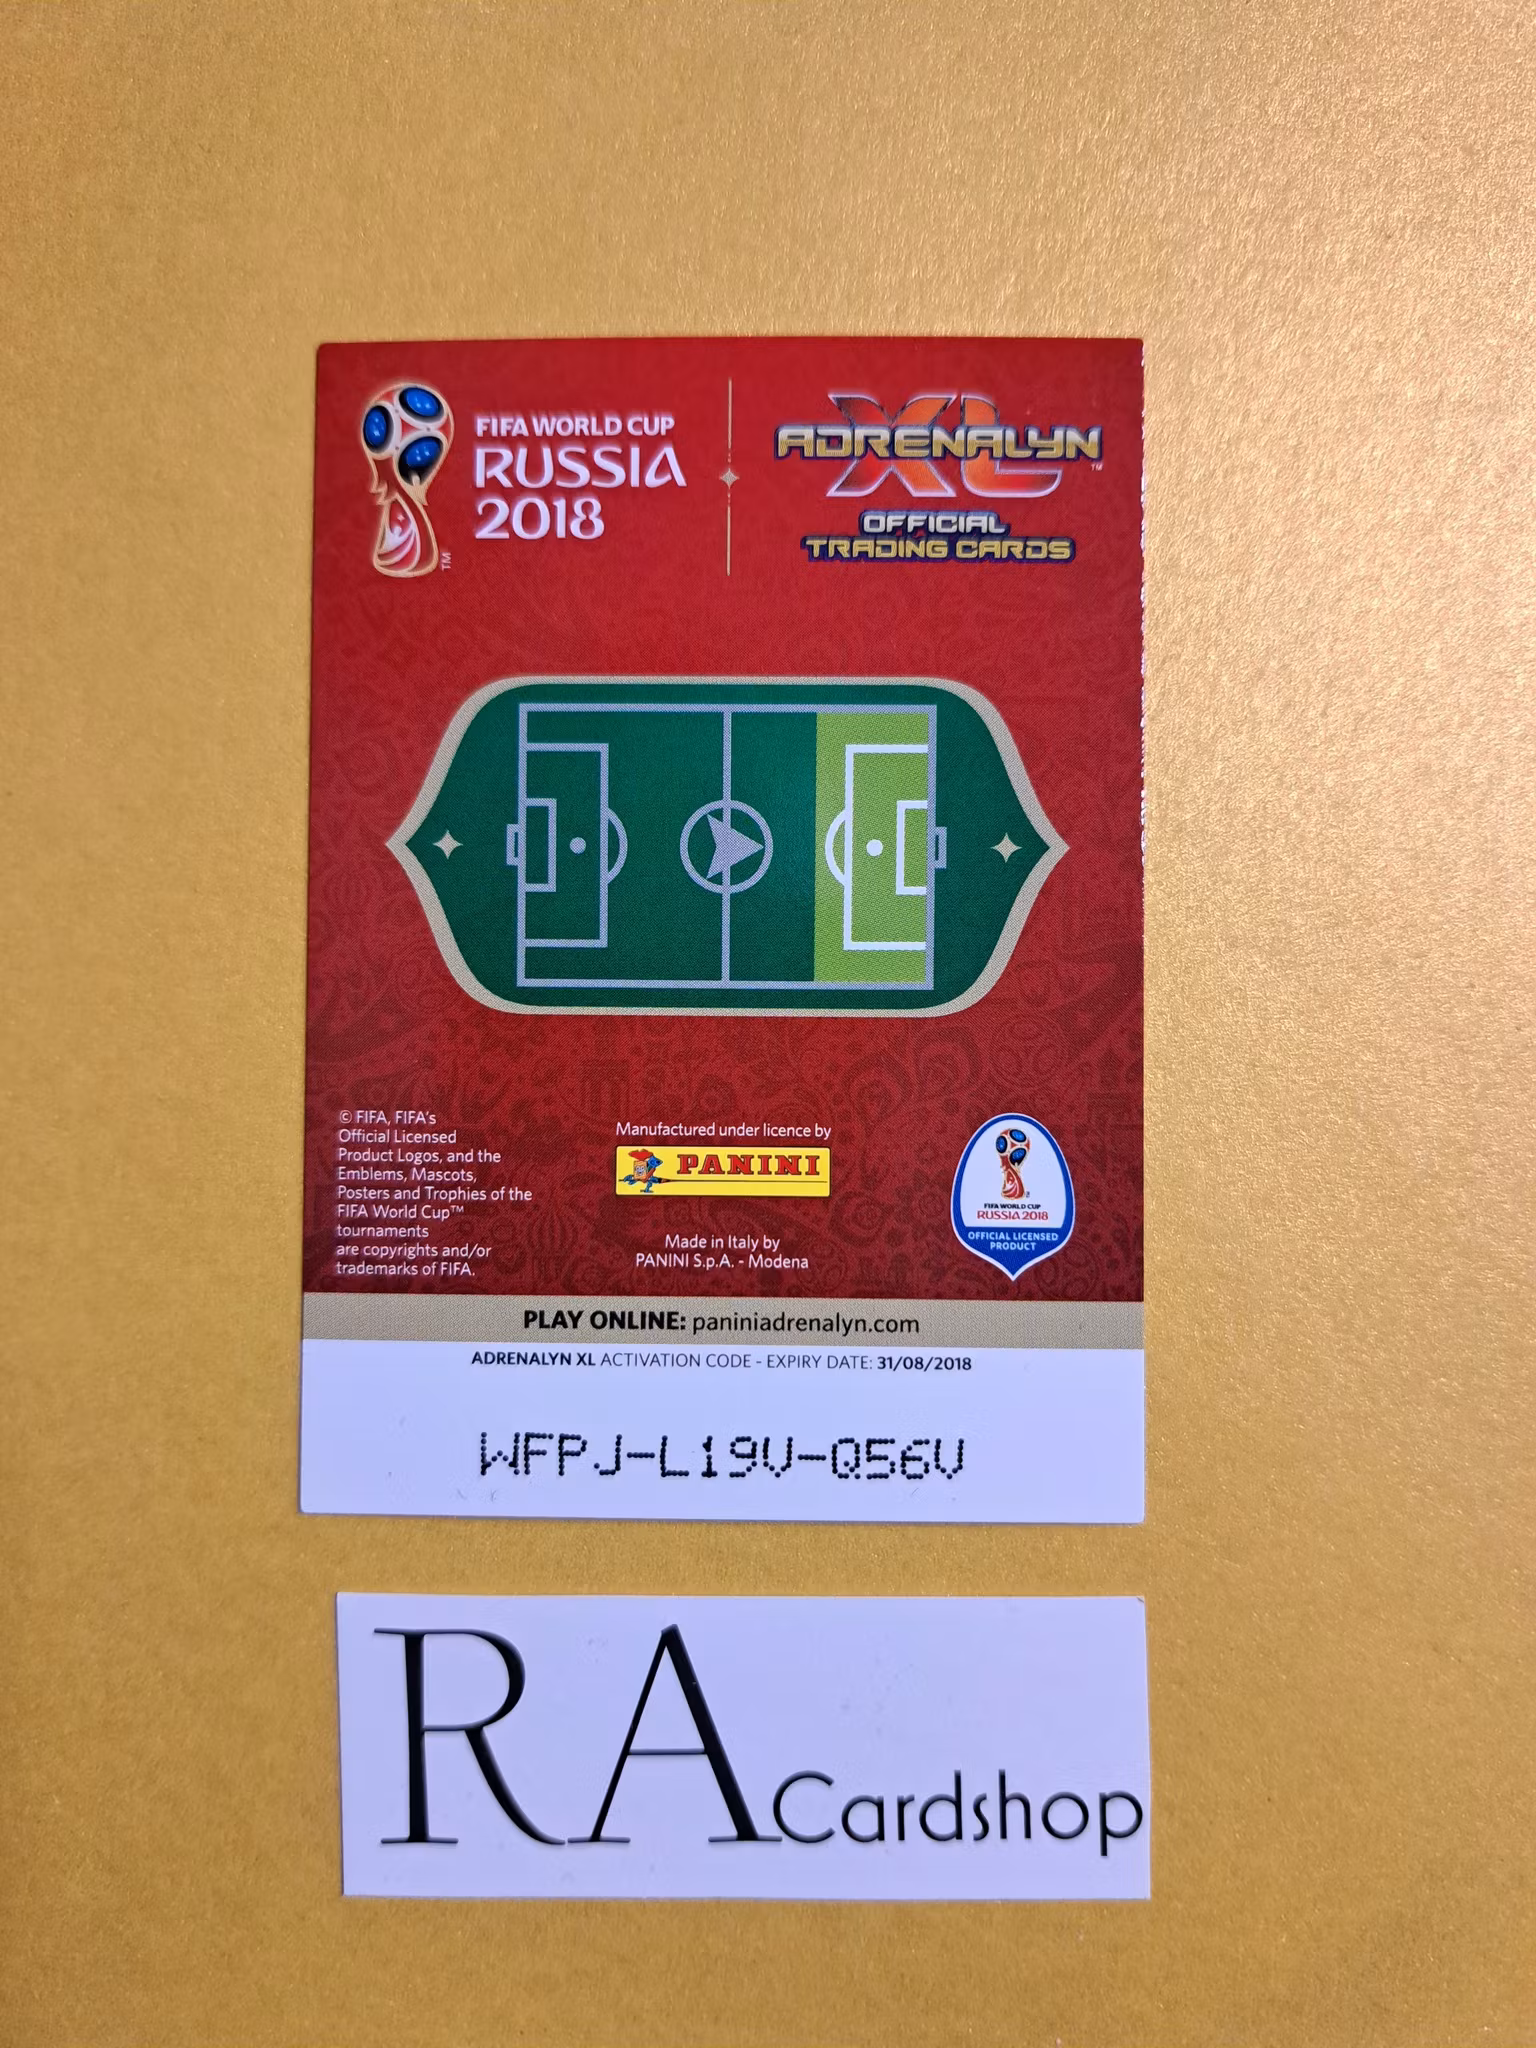 FIFA WORLD CUP
RUSSIA
2018
TM
ADRENALYN
XL
TM
OFFICIAL
TRADING CARDS
© FIFA, FIFA's
Official Licensed
Product Logos, and the
Emblems, Mascots,
Posters and Trophies of the
FIFA World Cup™
tournaments
are copyrights and/or
trademarks of FIFA.
Manufactured under licence by
PANINI
Made in Italy by
PANINI S.p.A. - Modena
FIFA WORLD CUP
RUSSIA 2018
OFFICIAL LICENSED
PRODUCT
PLAY ONLINE: paniniadrenalyn.com
ADRENALYN XL ACTIVATION CODE - EXPIRY DATE: 31/08/2018
WFPJ-L19V-Q56V
RA Cardshop